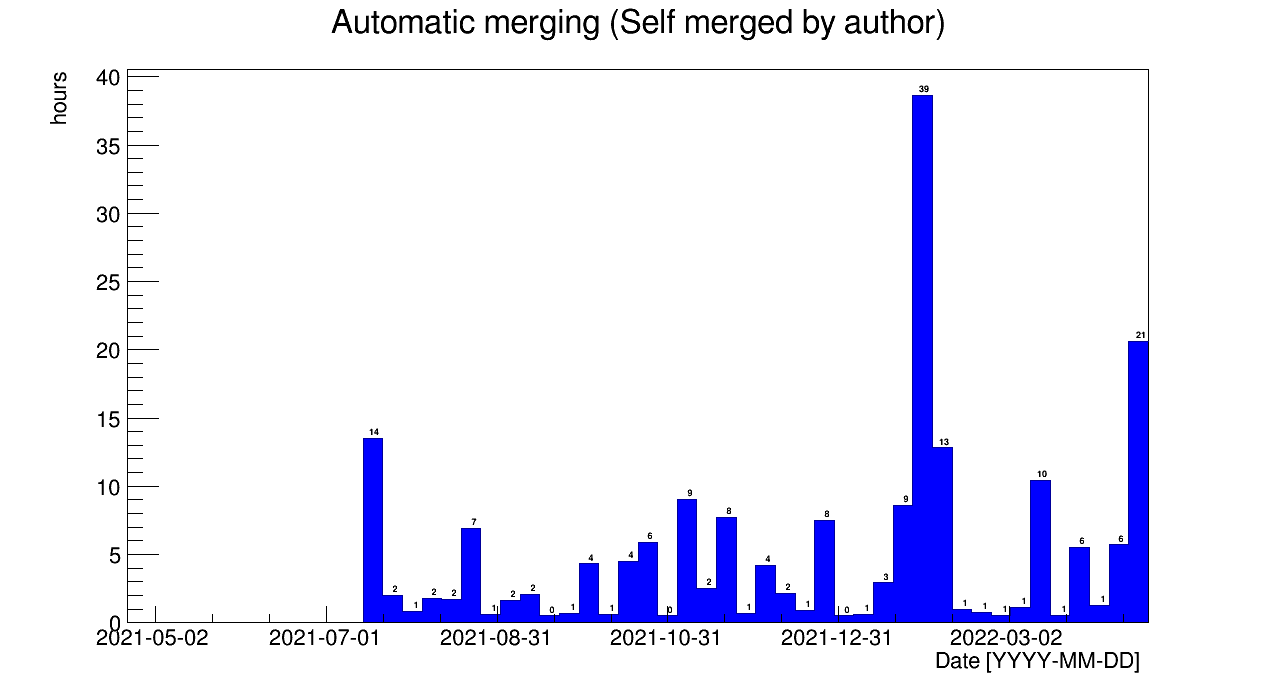 Automatic merging (Self merged by author)
hours
40
35
30
25
20
15
10
5
0
14 2 1 2 2 7 1 2 2 0 1 4 1 4 6 0 9 2 8 1 4 2 1 8 0 1 3 9 39 13 1 1 1 1 10 1 6 1 6 21
2021-05-02 2021-07-01 2021-08-31 2021-10-31 2021-12-31 2022-03-02
Date [YYYY-MM-DD]